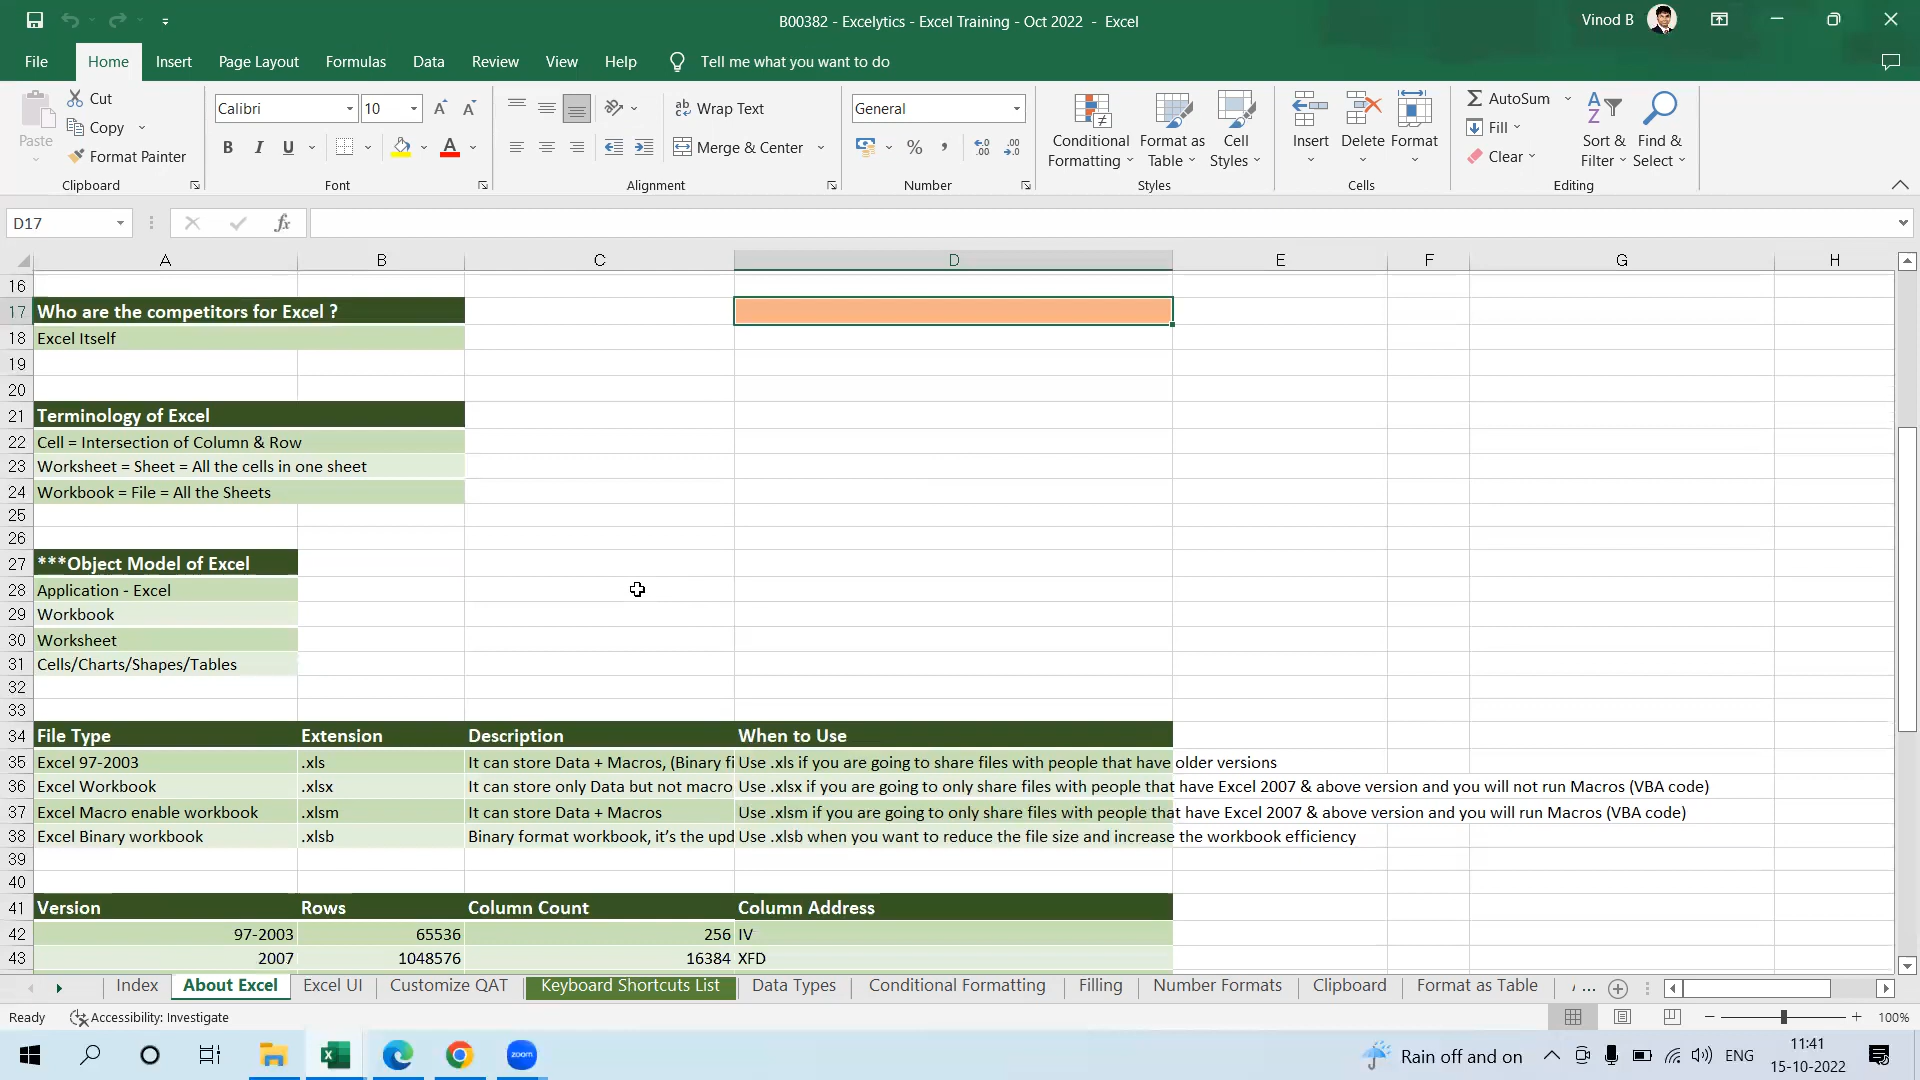 B00382 - Excelytics - Excel Training - Oct 2022 - Excel
Vinod B
File Home Insert Page Layout Formulas Data Review View Help Tell me what you want to do
Paste
Cut
Copy
Format Painter
Clipboard
Calibri 10
B I U
Font
Wrap Text
Merge & Center
Alignment
General
Number
Conditional Formatting
Format as Table
Cell Styles
Styles
Insert Delete Format
Cells
AutoSum
Fill
Clear
Sort & Filter
Find & Select
Editing
D17
fx
A B C D E F G H
16
17 Who are the competitors for Excel ?
18 Excel Itself
19
20
21 Terminology of Excel
22 Cell = Intersection of Column & Row
23 Worksheet = Sheet = All the cells in one sheet
24 Workbook = File = All the Sheets
25
26
27 ***Object Model of Excel
28 Application - Excel
29 Workbook
30 Worksheet
31 Cells/Charts/Shapes/Tables
32
33
34 File Type Extension Description When to Use
35 Excel 97-2003 .xls It can store Data + Macros, (Binary fi Use .xls if you are going to share files with people that have older versions
36 Excel Workbook .xlsx It can store only Data but not macro Use .xlsx if you are going to only share files with people that have Excel 2007 & above version and you will not run Macros (VBA code)
37 Excel Macro enable workbook .xlsm It can store Data + Macros Use .xlsm if you are going to only share files with people that have Excel 2007 & above version and you will run Macros (VBA code)
38 Excel Binary workbook .xlsb Binary format workbook, it’s the upd Use .xlsb when you want to reduce the file size and increase the workbook efficiency
39
40
41 Version Rows Column Count Column Address
42 97-2003 65536 256 IV
43 2007 1048576 16384 XFD
Index About Excel Excel UI Customize QAT Keyboard Shortcuts List Data Types Conditional Formatting Filling Number Formats Clipboard Format as Table ...
Ready Accessibility: Investigate 100%
zoom
Rain off and on ENG
11:41
15-10-2022